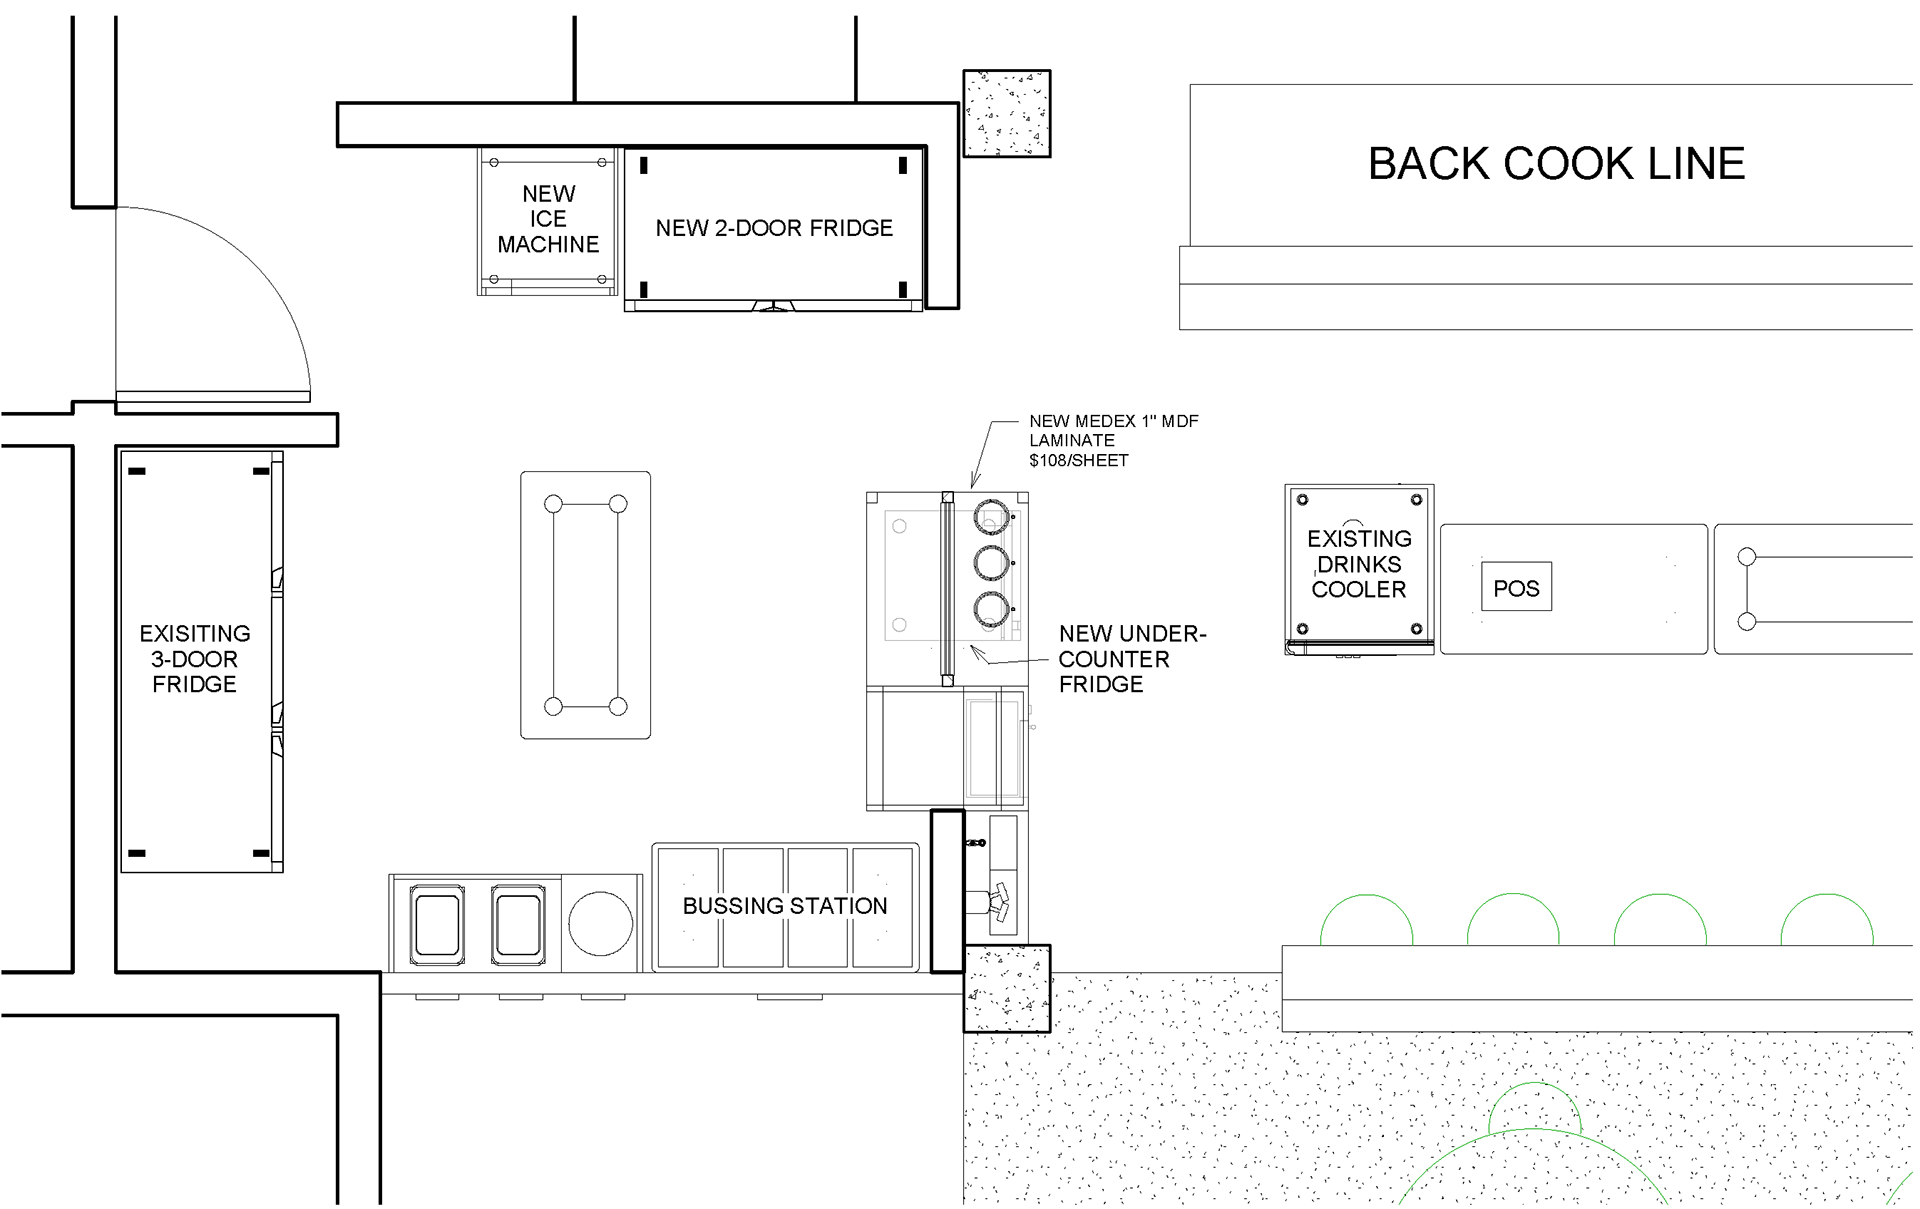 BACK COOK LINE
NEW
ICE
MACHINE
NEW 2-DOOR FRIDGE
NEW MEDEX 1" MDF
LAMINATE
$108/SHEET
EXISTING
DRINKS
COOLER
POS
EXISITING
3-DOOR
FRIDGE
NEW UNDER-
COUNTER
FRIDGE
BUSSING STATION